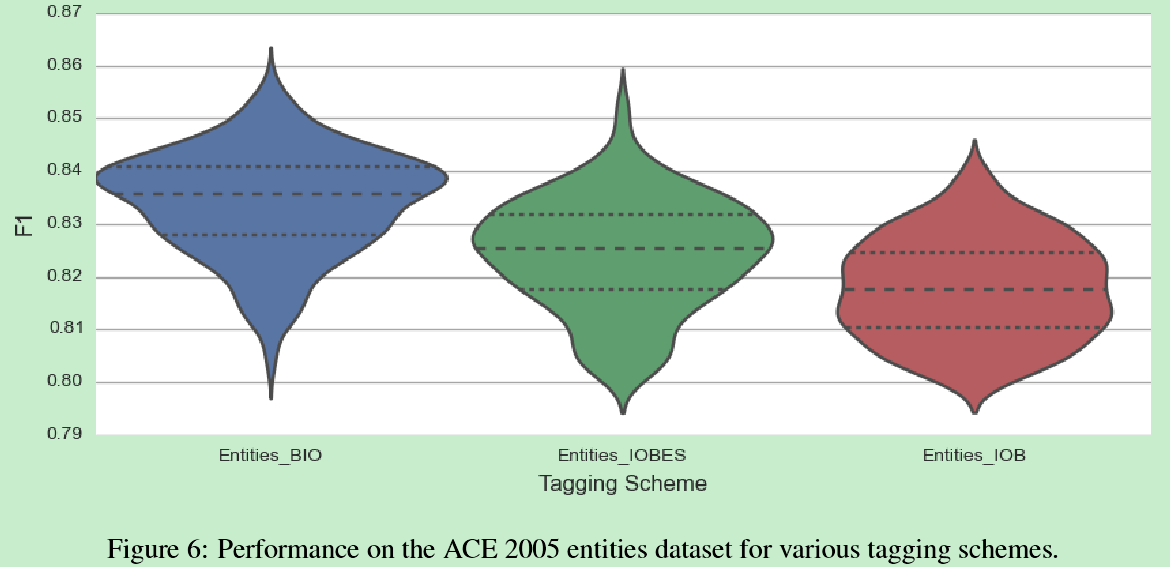 0.87
0.86
0.85
0.84
0.83
0.82
0.81
0.80
0.79
F1
Entities_BIO
Entities_IOBES
Entities_IOB
Tagging Scheme
Figure 6: Performance on the ACE 2005 entities dataset for various tagging schemes.